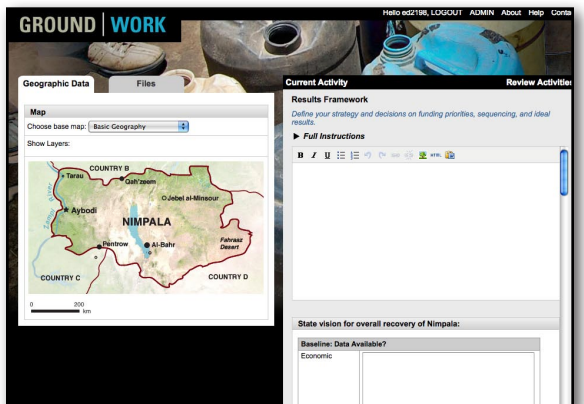 Hello ed2198, LOGOUT ADMIN About Help Conta
GROUND | WORK
Geographic Data
Files
Map
Choose base map: Basic Geography
Show Layers:
COUNTRY B
Tarau
Qah'zeem
Jebel al-Minsour
Aybodi
NIMPALA
Pentrow
Al-Bahr
Fahraaz
Desert
COUNTRY C
COUNTRY D
River
0 200
km
Current Activity
Review Activities
Results Framework
Define your strategy and decisions on funding priorities, sequencing, and ideal
results.
▶ Full Instructions
B I U HTML
State vision for overall recovery of Nimpala:
Baseline: Data Available?
Economic